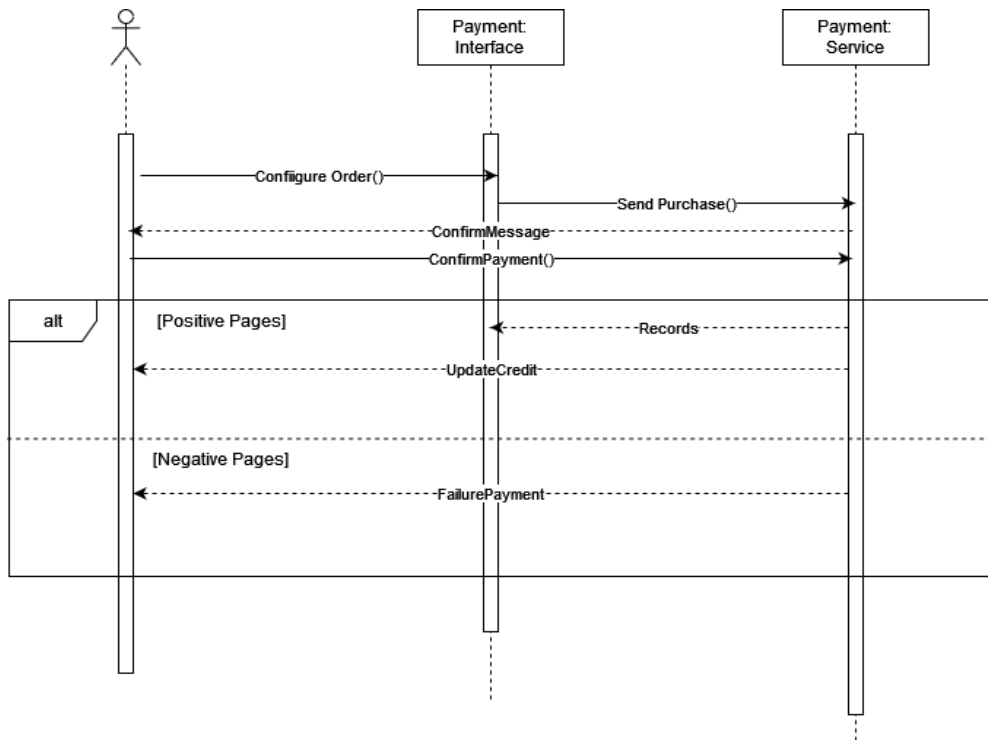 Payment:
Interface
Payment:
Service
Confiigure Order()
Send Purchase()
ConfirmMessage
ConfirmPayment()
alt
[Positive Pages]
Records
UpdateCredit
[Negative Pages]
FailurePayment